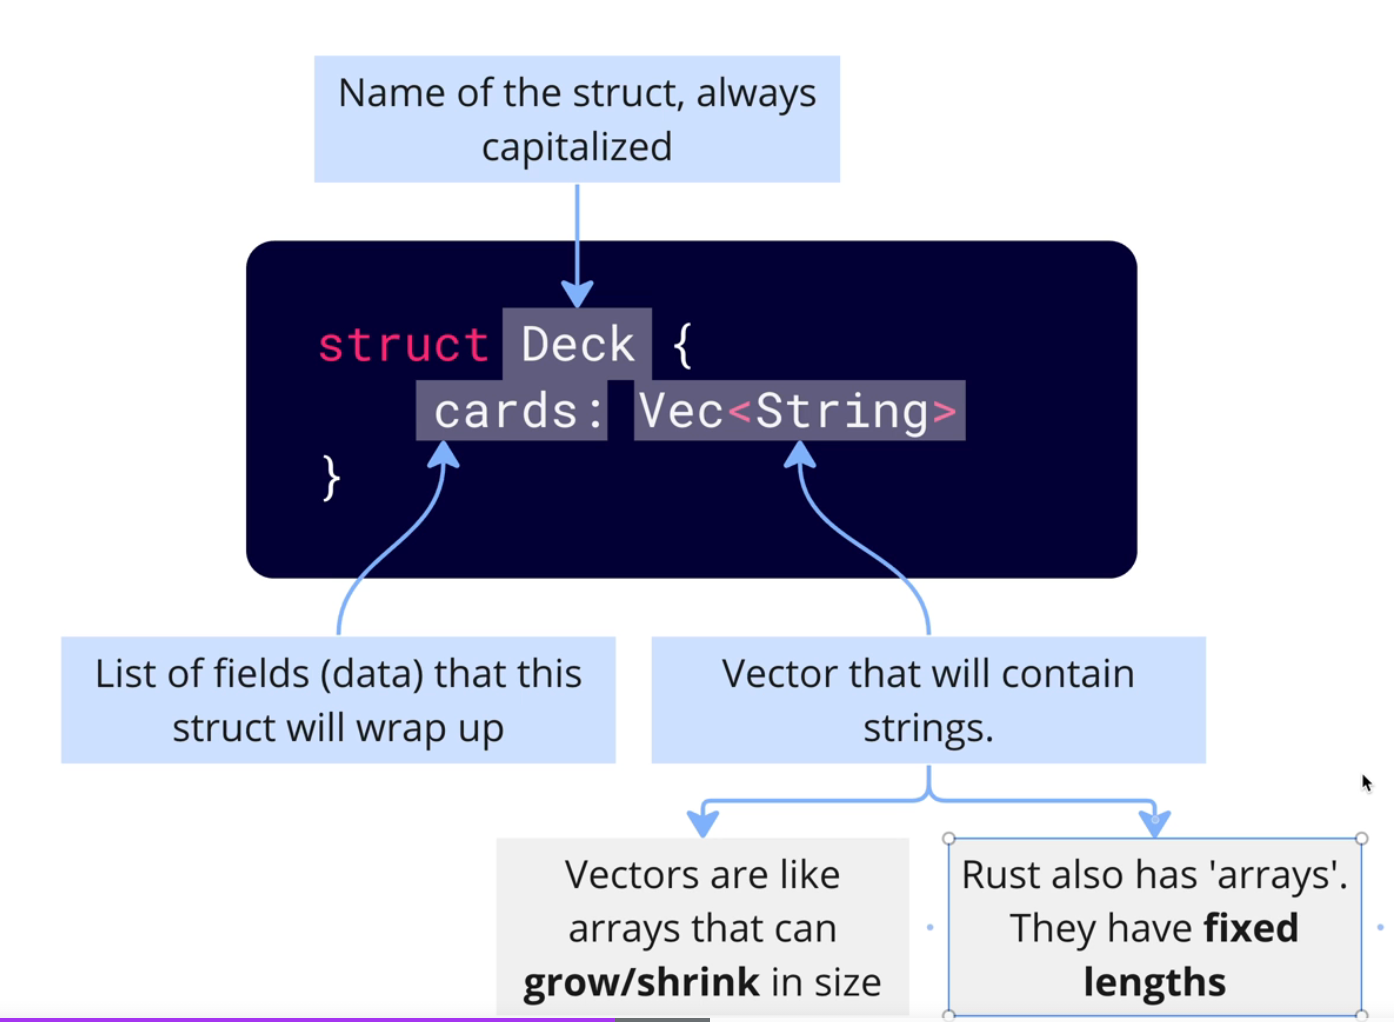 Name of the struct, always
capitalized
struct Deck {
cards: Vec<String>
}
List of fields (data) that this
struct will wrap up
Vector that will contain
strings.
Vectors are like
arrays that can
grow/shrink in size
Rust also has 'arrays'.
They have fixed
lengths